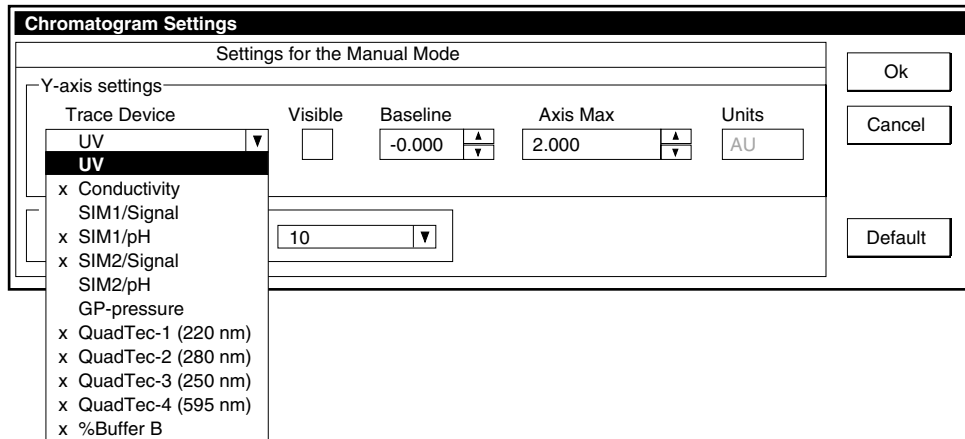 Chromatogram Settings
Settings for the Manual Mode
Ok
Y-axis settings
Trace Device Visible Baseline Axis Max Units
Cancel
UV -0.000 2.000 AU
UV
x Conductivity
SIM1/Signal
x SIM1/pH 10 Default
x SIM2/Signal
SIM2/pH
GP-pressure
x QuadTec-1 (220 nm)
x QuadTec-2 (280 nm)
x QuadTec-3 (250 nm)
x QuadTec-4 (595 nm)
x %Buffer B